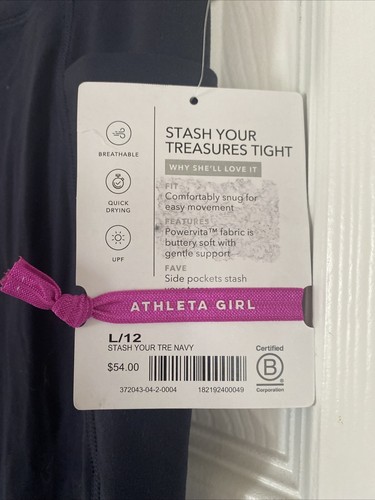 STASH YOUR
TREASURES TIGHT
WHY SHE'LL LOVE IT
BREATHABLE
QUICK
DRYING
UPF
FIT
Comfortably snug for
easy movement
FEATURES
Powervita™ fabric is
buttery soft with
gentle support
FAVE
Side pockets stash
ATHLETA GIRL
L/12
STASH YOUR TRE NAVY
$54.00
372043-04-2-0004
182192400049
Certified
B
Corporation